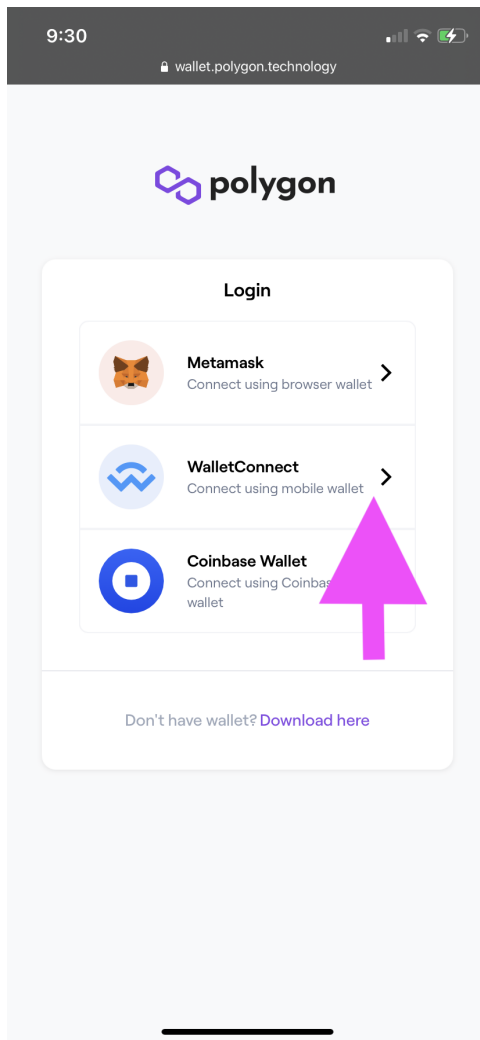 9:30
wallet.polygon.technology
polygon
Login
Metamask
Connect using browser wallet
WalletConnect
Connect using mobile wallet
Coinbase Wallet
Connect using
wallet
Don't have wallet? Download here